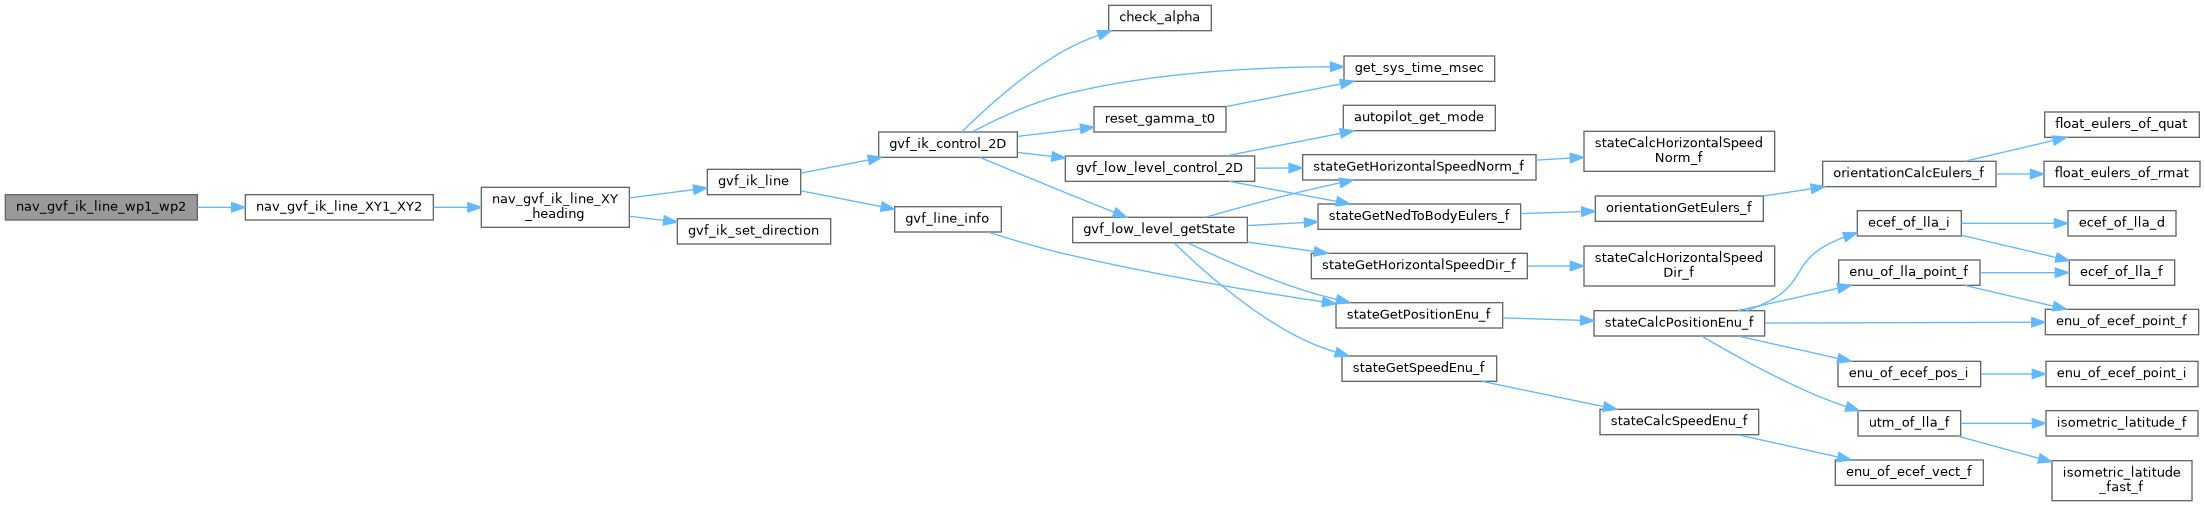 nav_gvf_ik_line_wp1_wp2
nav_gvf_ik_line_XY1_XY2
nav_gvf_ik_line_XY
_heading
gvf_ik_line
gvf_ik_set_direction
gvf_ik_control_2D
gvf_line_info
check_alpha
get_sys_time_msec
reset_gamma_t0
autopilot_get_mode
gvf_low_level_control_2D
stateGetHorizontalSpeedNorm_f
stateCalcHorizontalSpeed
Norm_f
gvf_low_level_getState
stateGetNedToBodyEulers_f
orientationGetEulers_f
orientationCalcEulers_f
float_eulers_of_quat
float_eulers_of_rmat
stateGetHorizontalSpeedDir_f
stateCalcHorizontalSpeed
Dir_f
stateGetPositionEnu_f
stateCalcPositionEnu_f
ecef_of_lla_i
ecef_of_lla_d
enu_of_lla_point_f
ecef_of_lla_f
enu_of_ecef_point_f
enu_of_ecef_pos_i
enu_of_ecef_point_i
utm_of_lla_f
isometric_latitude_f
isometric_latitude
_fast_f
stateGetSpeedEnu_f
stateCalcSpeedEnu_f
enu_of_ecef_vect_f